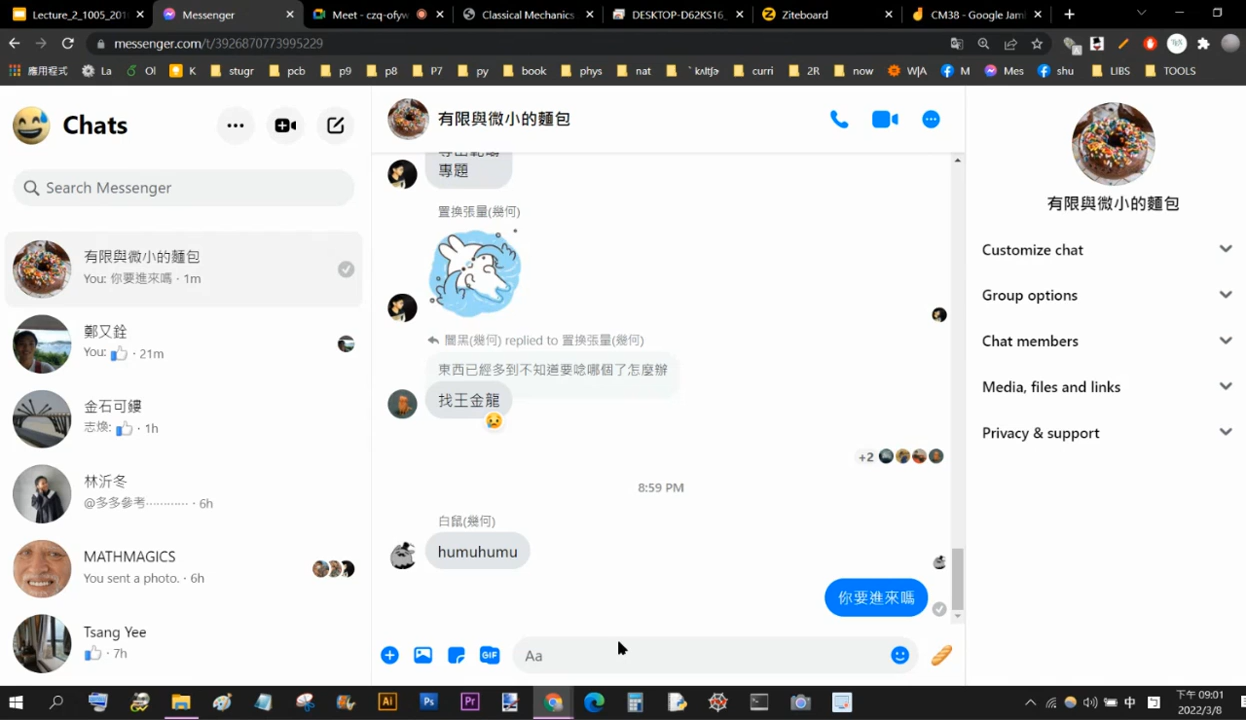 Lecture_2_1005_201
Messenger
Meet - czq-ofyw
Classical Mechanics
DESKTOP-D62KS16_
Ziteboard
CM38 - Google Jam
messenger.com/t/3926870773995229
應用程式
La
Ol
K
stugr
pcb
p9
p8
P7
py
book
phys
nat
curri
2R
now
W|A
M
Mes
shu
LIBS
TOOLS
Chats
Search Messenger
有限與微小的麵包
You: 你要進來嗎 · 1m
鄭又銓
You: · 21m
金石可鏤
志煥: · 1h
林沂冬
@多多參考············ · 6h
MATHMAGICS
You sent a photo. · 6h
Tsang Yee
· 7h
有限與微小的麵包
專題
置換張量(幾何)
闇黑(幾何) replied to 置換張量(幾何)
東西已經多到不知道要唸哪個了怎麼辦
找王金龍
+2
8:59 PM
白鼠(幾何)
humuhumu
你要進來嗎
GIF
Aa
有限與微小的麵包
Customize chat
Group options
Chat members
Media, files and links
Privacy & support
Ai
Ps
Pr
中
下午 09:01
2022/3/8